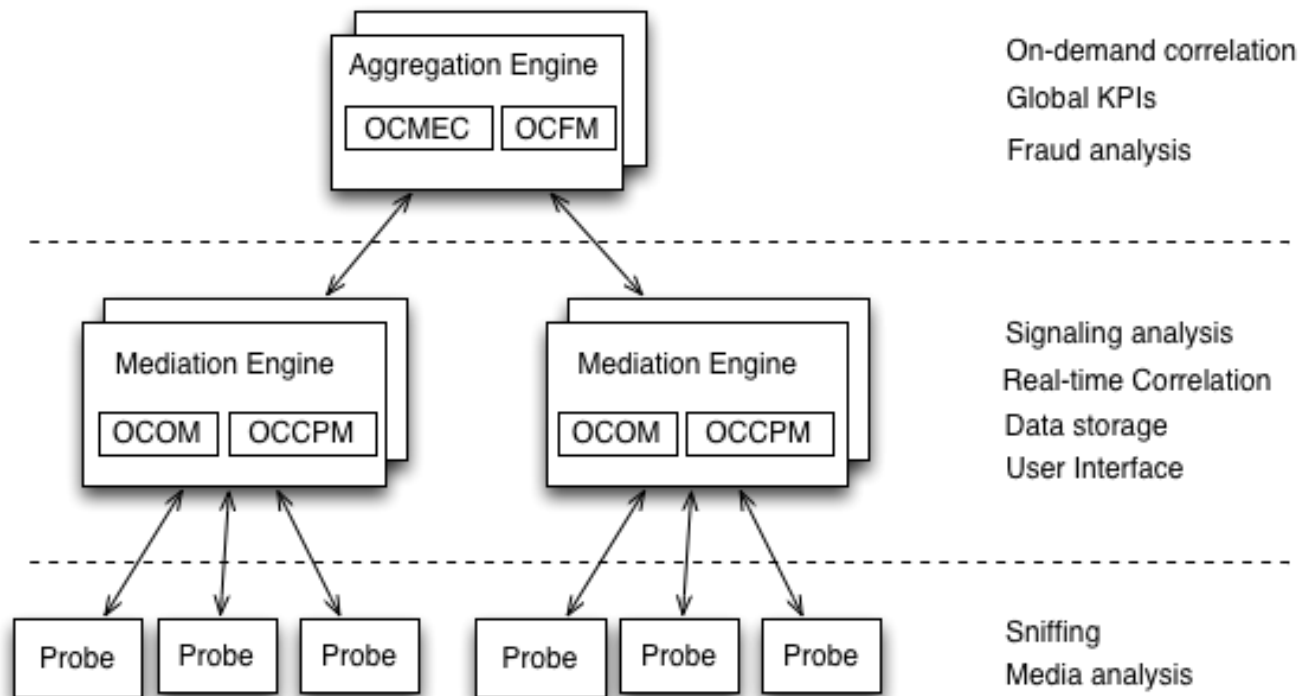 Aggregation Engine
OCMEC OCFM
On-demand correlation
Global KPIs
Fraud analysis
Mediation Engine
OCOM OCCPM
Mediation Engine
OCOM OCCPM
Signaling analysis
Real-time Correlation
Data storage
User Interface
Probe Probe Probe Probe Probe Probe
Sniffing
Media analysis